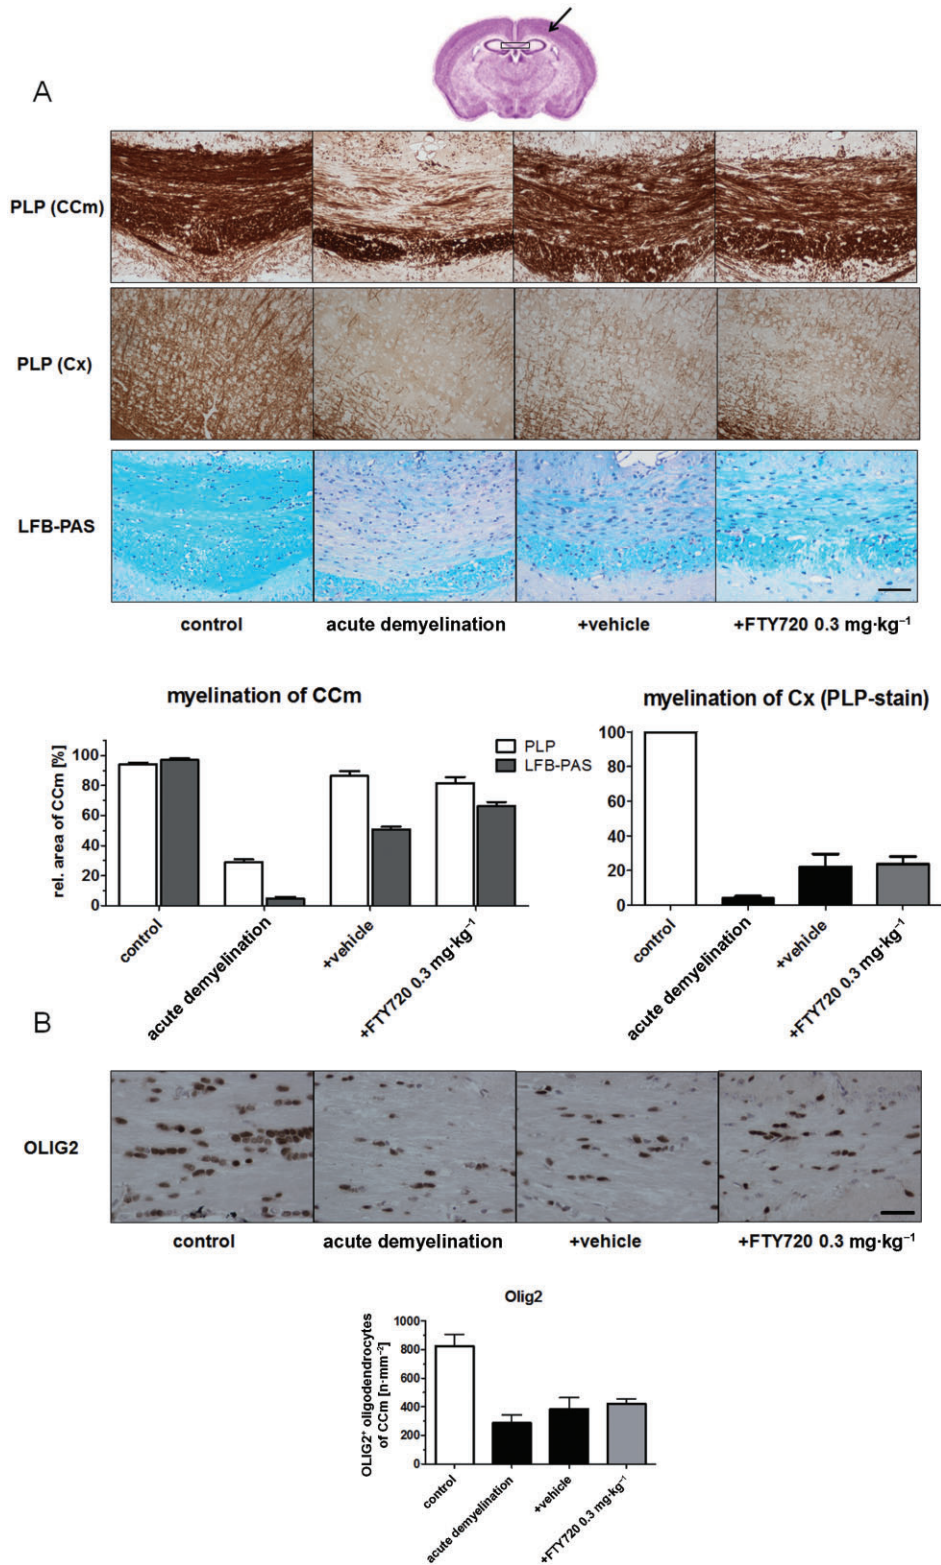 A
PLP (CCm)
PLP (Cx)
LFB-PAS
control acute demyelination +vehicle +FTY720 0.3 mg·kg⁻¹
myelination of CCm
rel. area of CCm [%]
100
80
60
40
20
0
PLP
LFB-PAS
control
acute demyelination
+vehicle
+FTY720 0.3 mg·kg⁻¹
myelination of Cx (PLP-stain)
100
80
60
40
20
0
control
acute demyelination
+vehicle
+FTY720 0.3 mg·kg⁻¹
B
OLIG2
control acute demyelination +vehicle +FTY720 0.3 mg·kg⁻¹
Olig2
OLIG2⁺ oligodendrocytes
of CCm [n·mm⁻²]
1000
800
600
400
200
0
control
acute demyelination
+vehicle
+FTY720 0.3 mg·kg⁻¹